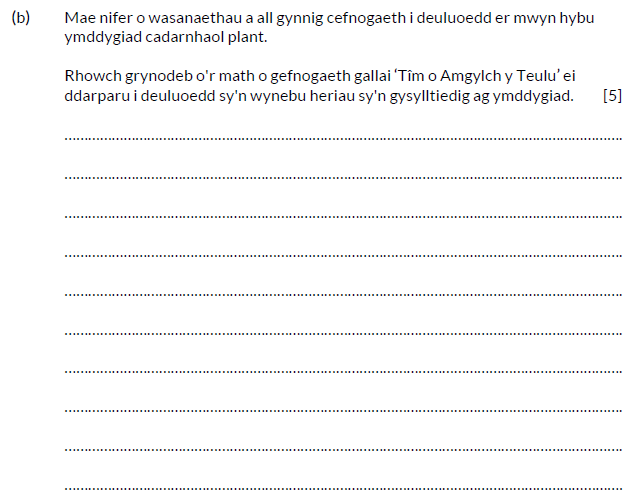 (b) Mae nifer o wasanaethau a all gynnig cefnogaeth i deuluoedd er mwyn hybu
ymddygiad cadarnhaol plant.
Rhowch grynodeb o'r math o gefnogaeth gallai 'Tîm o Amgylch y Teulu' ei
ddarparu i deuluoedd sy'n wynebu heriau sy'n gysylltiedig ag ymddygiad. [5]